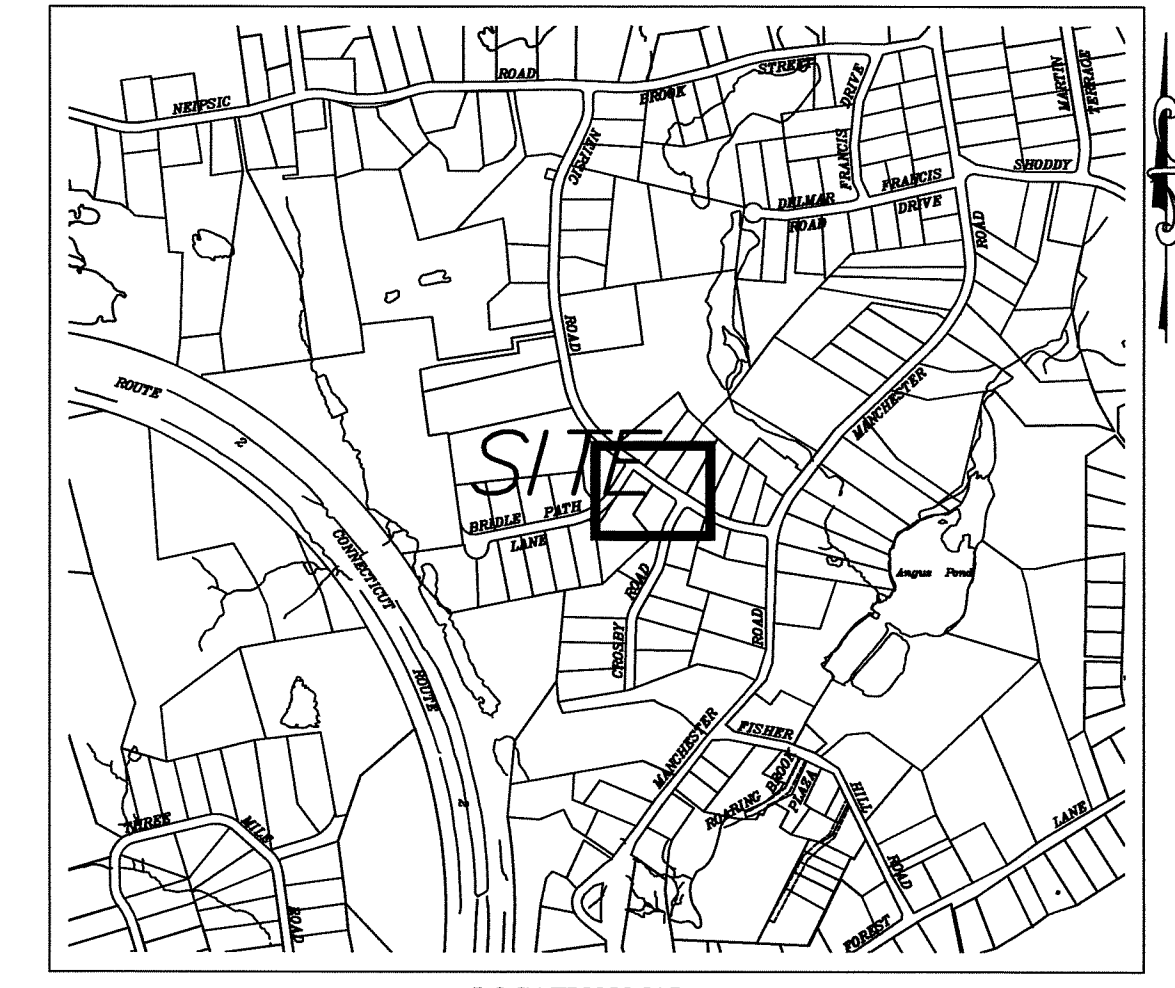 NEIPSIC
ROAD
BROOK
STREET
FRANCIS DRIVE
MARTIN
TERRACE
NEIPSIC
ROAD
DELMAR
ROAD
FRANCIS
DRIVE
SHODDY
ROAD
MANCHESTER
ROUTE
2
SITE
BRIDLE PATH
LANE
CONNECTICUT
ROUTE
2
CROSBY ROAD
ROAD
Angus Pond
MANCHESTER
FISHER
HILL
ROAD
ROARING BROOK
PLAZA
THREE
MILE
ROAD
FOREST
LANE